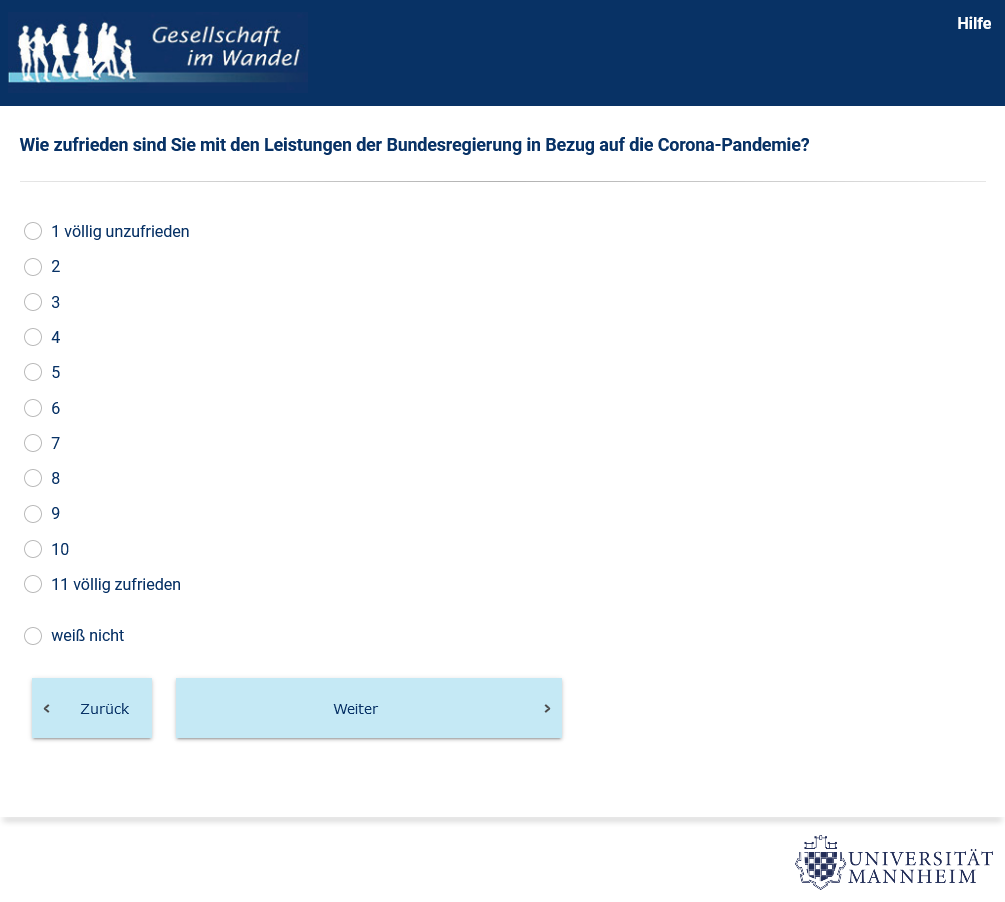 Gesellschaft
im Wandel
Hilfe
Wie zufrieden sind Sie mit den Leistungen der Bundesregierung in Bezug auf die Corona-Pandemie?
1 völlig unzufrieden
2
3
4
5
6
7
8
9
10
11 völlig zufrieden
weiß nicht
Zurück
Weiter
UNIVERSITÄT
MANNHEIM